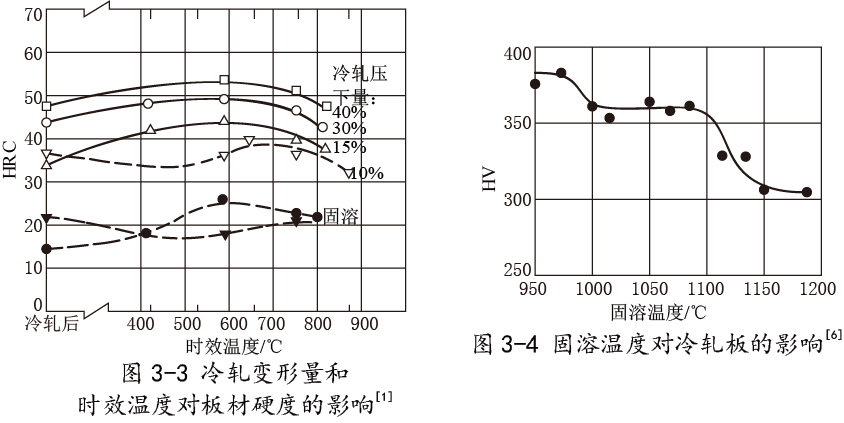 70
60
50
40
30
20
10
0
HRC
冷轧压
下量:
40%
30%
15%
10%
固溶
冷轧后 400 500 600 700 800 900
时效温度/℃
图 3-3 冷轧变形量和
时效温度对板材硬度的影响[1]
400
350
300
250
HV
950 1000 1050 1100 1150 1200
固溶温度/℃
图 3-4 固溶温度对冷轧板的影响[6]